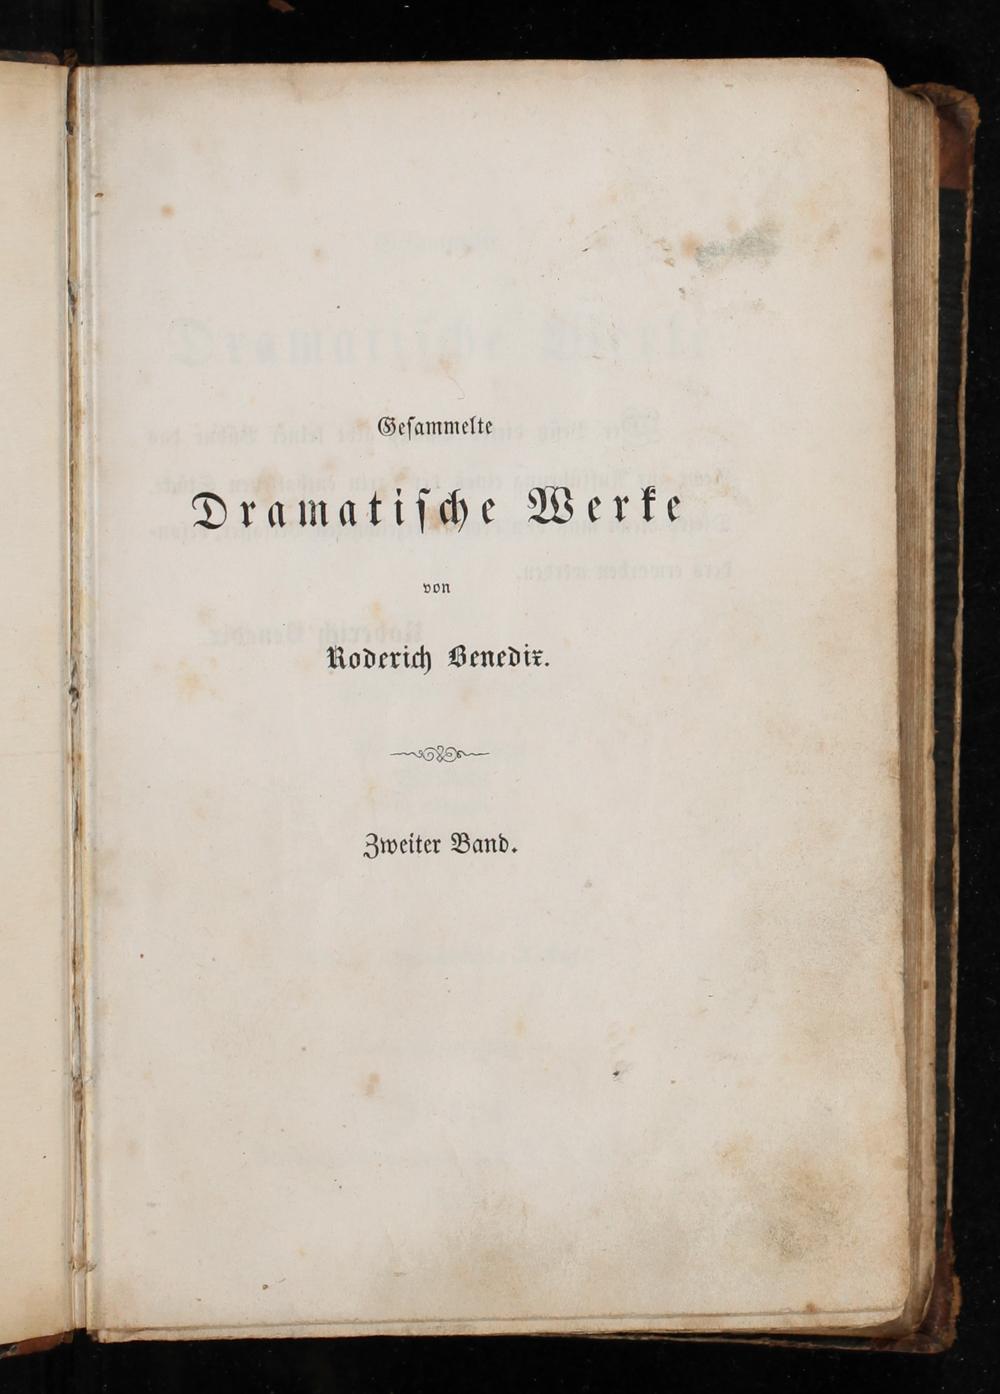 Gesammelte
Dramatische Werke
von
Roderich Benedix.
Zweiter Band.